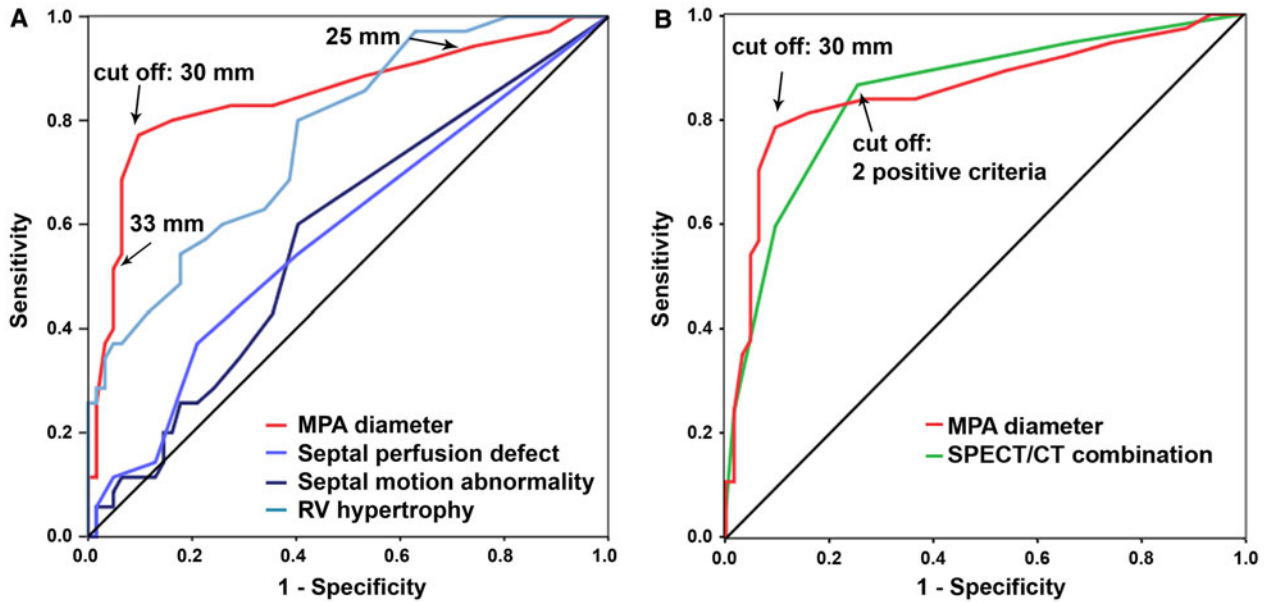 A
1.0
0.8
0.6
0.4
0.2
0.0
Sensitivity
25 mm
cut off: 30 mm
33 mm
MPA diameter
Septal perfusion defect
Septal motion abnormality
RV hypertrophy
0.0 0.2 0.4 0.6 0.8 1.0
1 - Specificity
B
1.0
0.8
0.6
0.4
0.2
0.0
Sensitivity
cut off: 30 mm
cut off:
2 positive criteria
MPA diameter
SPECT/CT combination
0.0 0.2 0.4 0.6 0.8 1.0
1 - Specificity